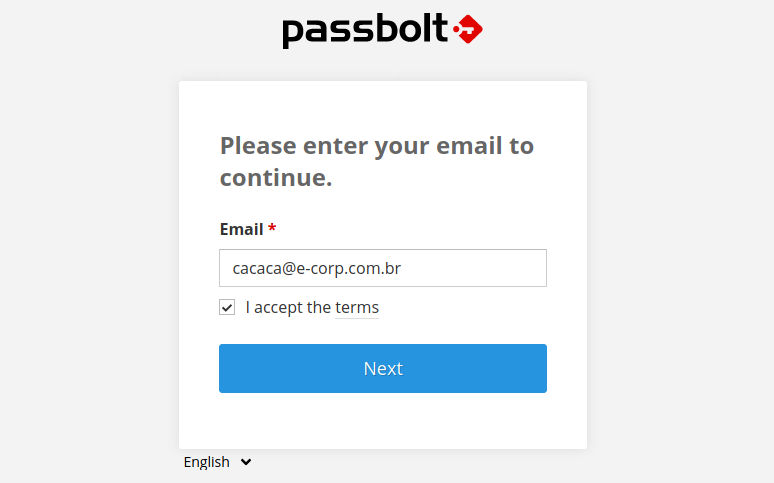 passbolt
Please enter your email to
continue.
Email *
cacaca@e-corp.com.br
I accept the terms
Next
English